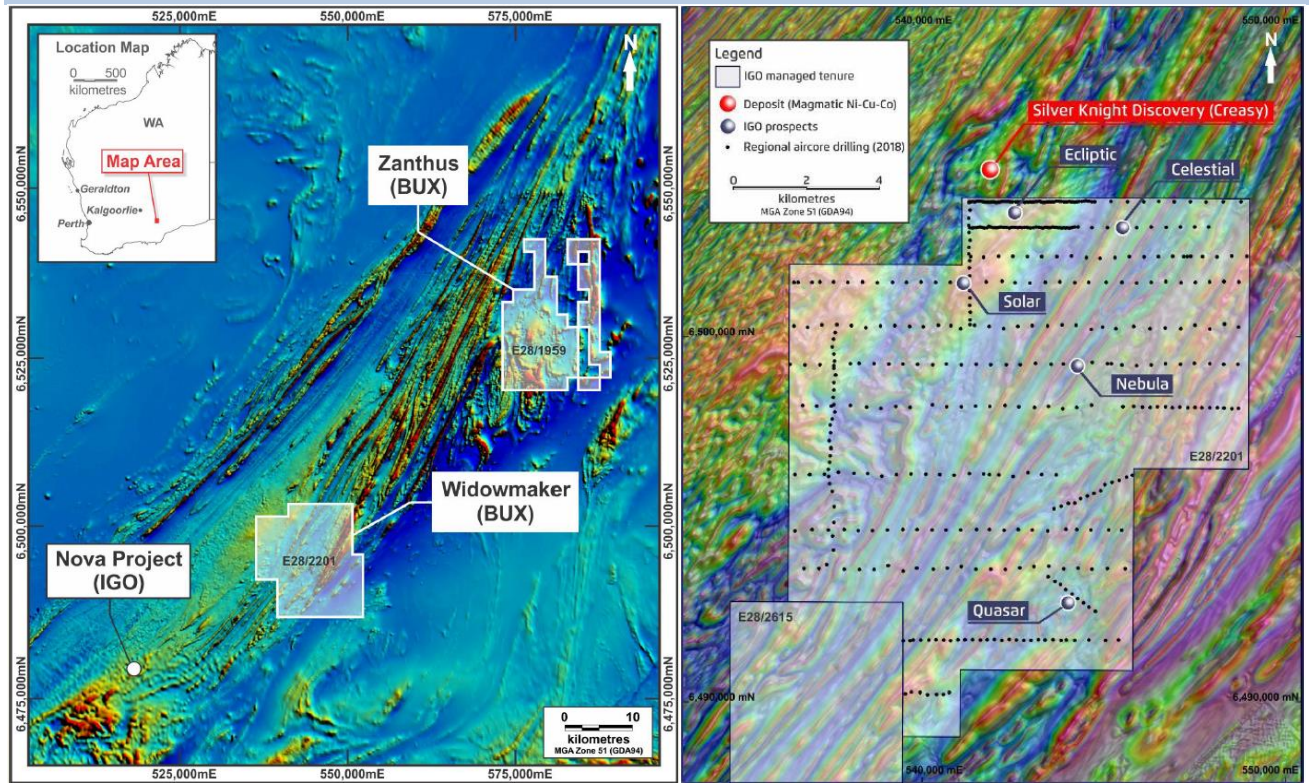 525,000mE
550,000mE
575,000mE
Location Map
0 500
kilometres
WA
Map Area
Geraldton
Kalgoorlie
Perth
N
Zanthus
(BUX)
E28/1959
Widowmaker
(BUX)
E28/2201
Nova Project
(IGO)
6,550,000mN
6,525,000mN
6,500,000mN
6,475,000mN
6,550,000mN
6,525,000mN
6,500,000mN
6,475,000mN
0 10
kilometres
MGA Zone 51 (GDA94)
525,000mE
550,000mE
575,000mE
540,000 mE
550,000 mE
Legend
IGO managed tenure
Deposit (Magmatic Ni-Cu-Co)
IGO prospects
Regional aircore drilling (2018)
0 2 4
kilometres
MGA Zone 51 (GDA94)
N
Silver Knight Discovery (Creasy)
Ecliptic
Celestial
Solar
Nebula
E28/2201
Quasar
E28/2615
6,490,000 mN
6,490,000 mN
540,000 mE
550,000 mE